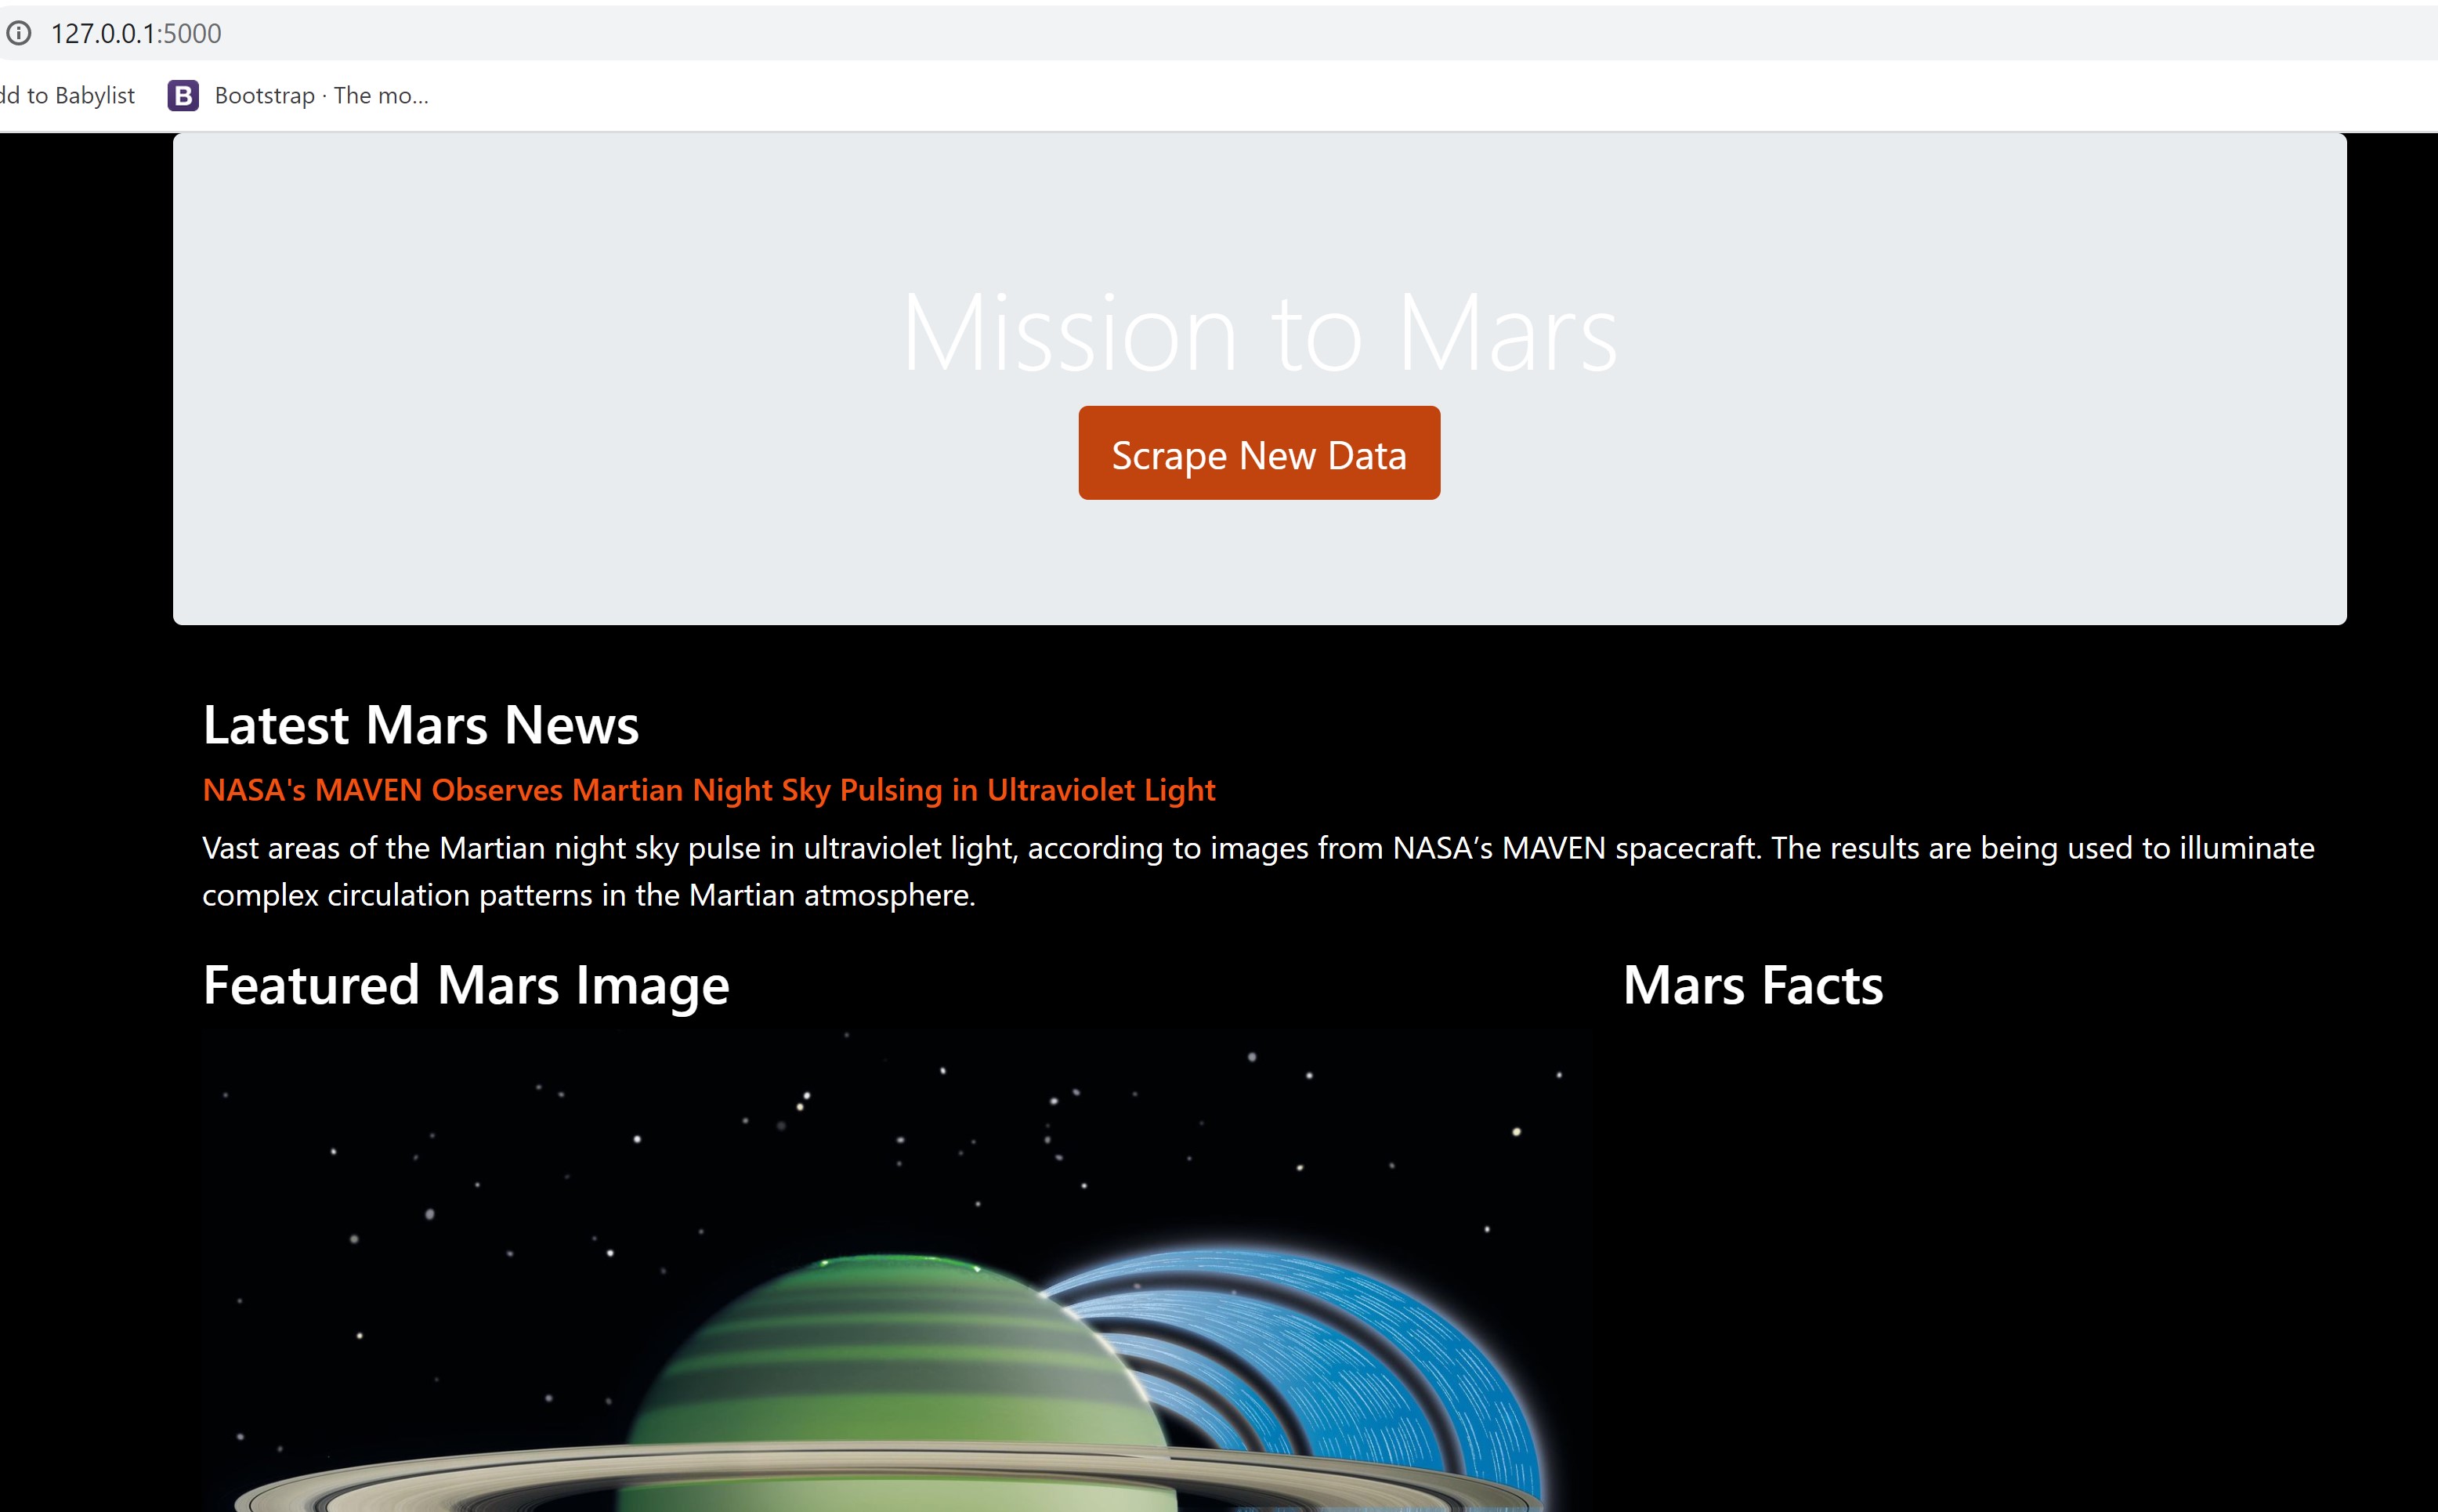 127.0.0.1:5000
to Babylist
B Bootstrap · The mo...
Mission to Mars
Scrape New Data
Latest Mars News
NASA's MAVEN Observes Martian Night Sky Pulsing in Ultraviolet Light
Vast areas of the Martian night sky pulse in ultraviolet light, according to images from NASA’s MAVEN spacecraft. The results are being used to illuminate
complex circulation patterns in the Martian atmosphere.
Featured Mars Image
Mars Facts